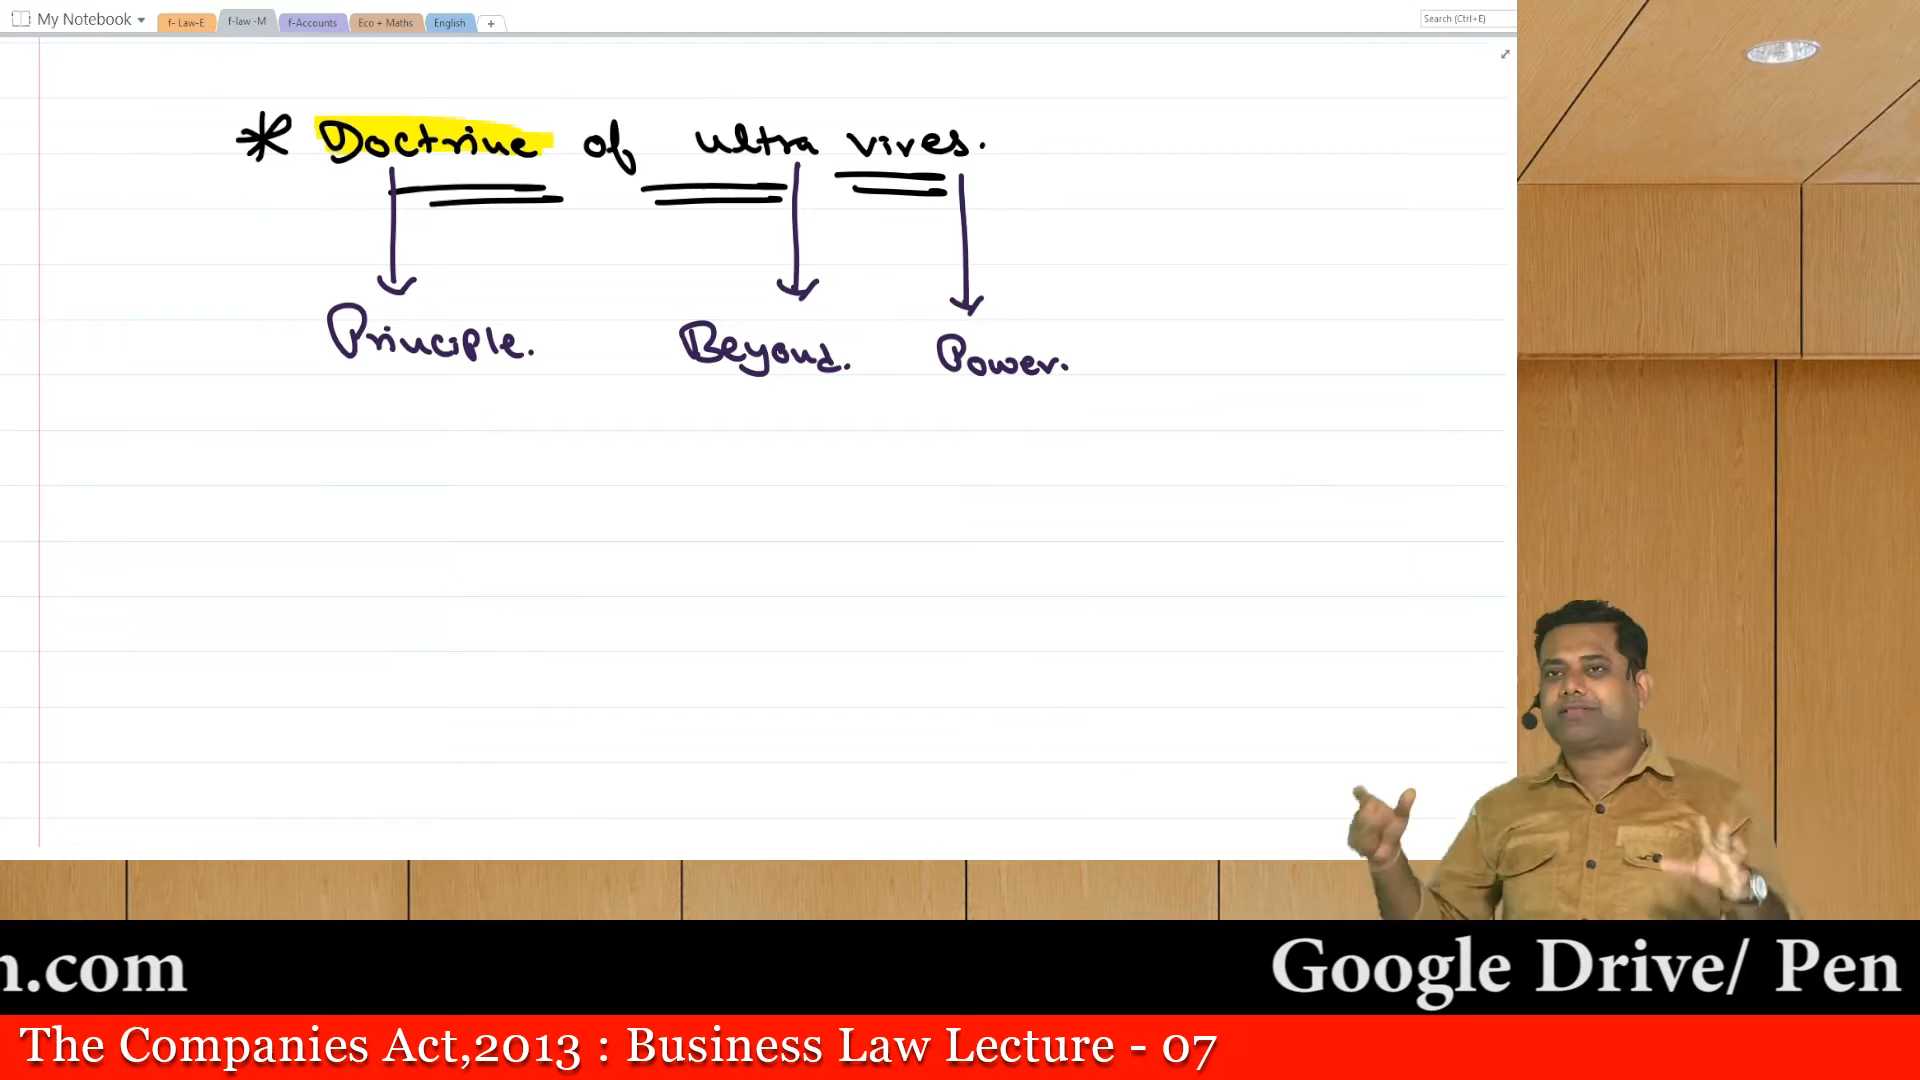 My Notebook
f- Law-E
f-law -M
f-Accounts
Eco + Maths
English
+
Search (Ctrl+E)
* Doctrine of ultra vires.
Principle. Beyond. Power.
n.com Google Drive/ Pen
The Companies Act,2013 : Business Law Lecture - 07